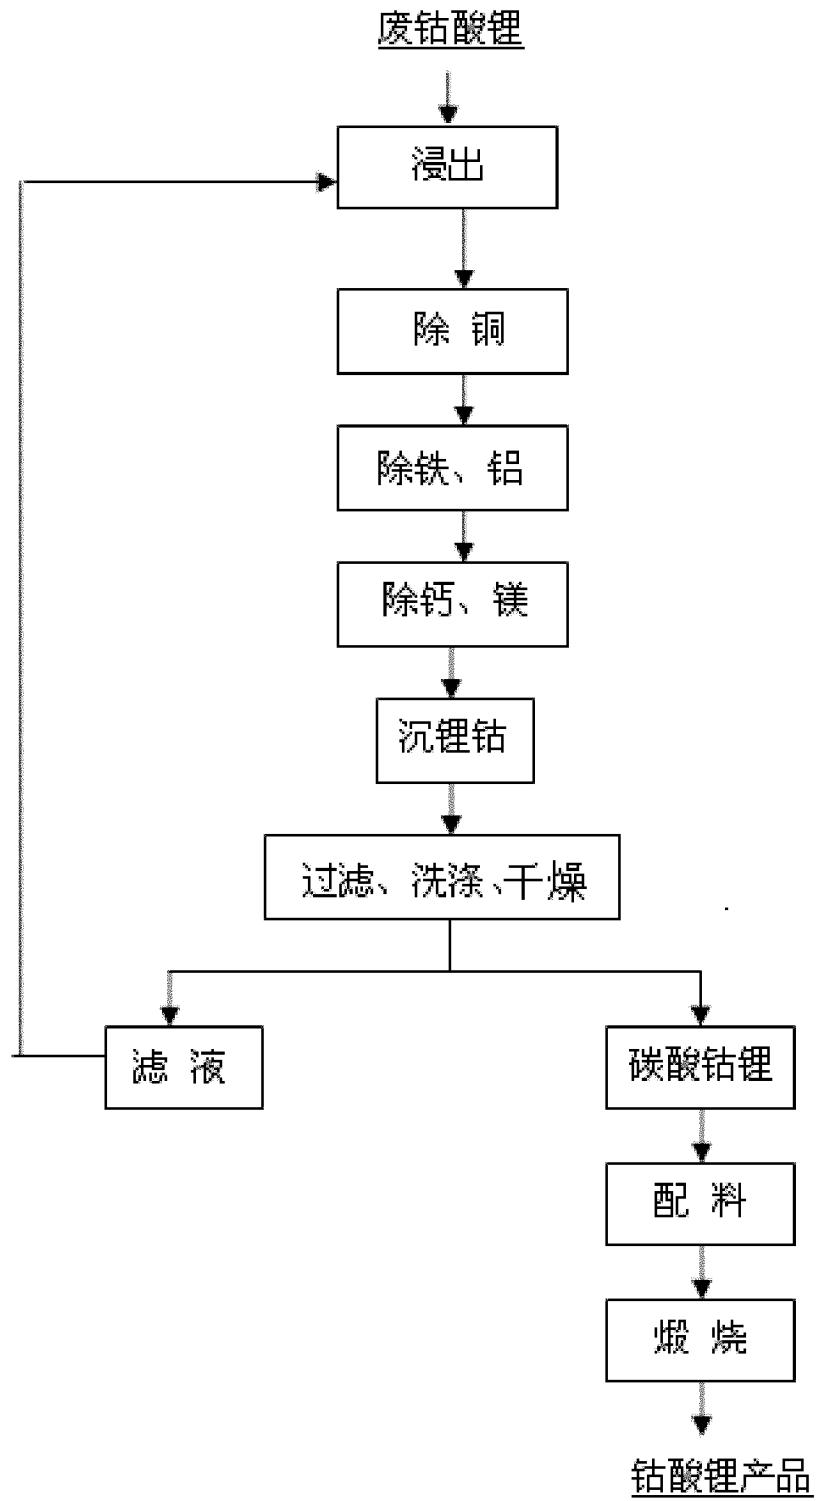 废钴酸锂
浸出
除 铜
除铁、铝
除钙、镁
沉锂钴
过滤、洗涤、干燥
滤 液
碳酸钴锂
配 料
煅 烧
钴酸锂产品